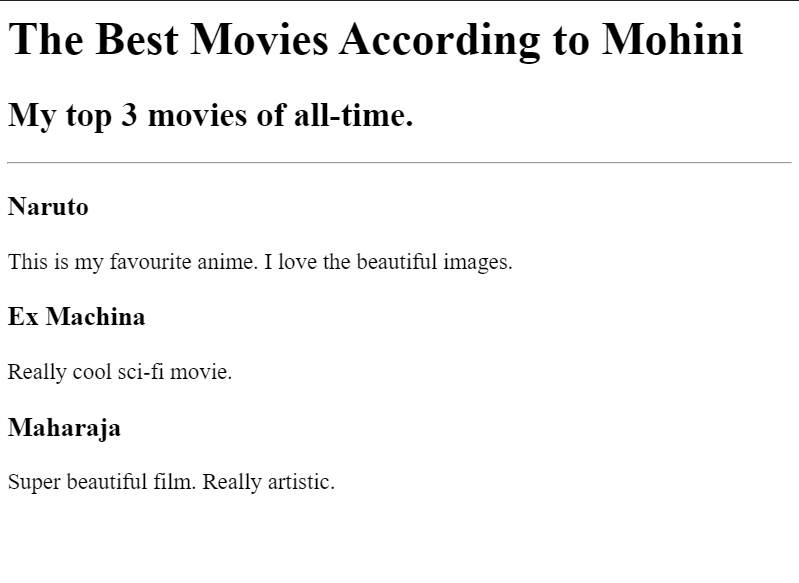 The Best Movies According to Mohini
My top 3 movies of all-time.
Naruto
This is my favourite anime. I love the beautiful images.
Ex Machina
Really cool sci-fi movie.
Maharaja
Super beautiful film. Really artistic.